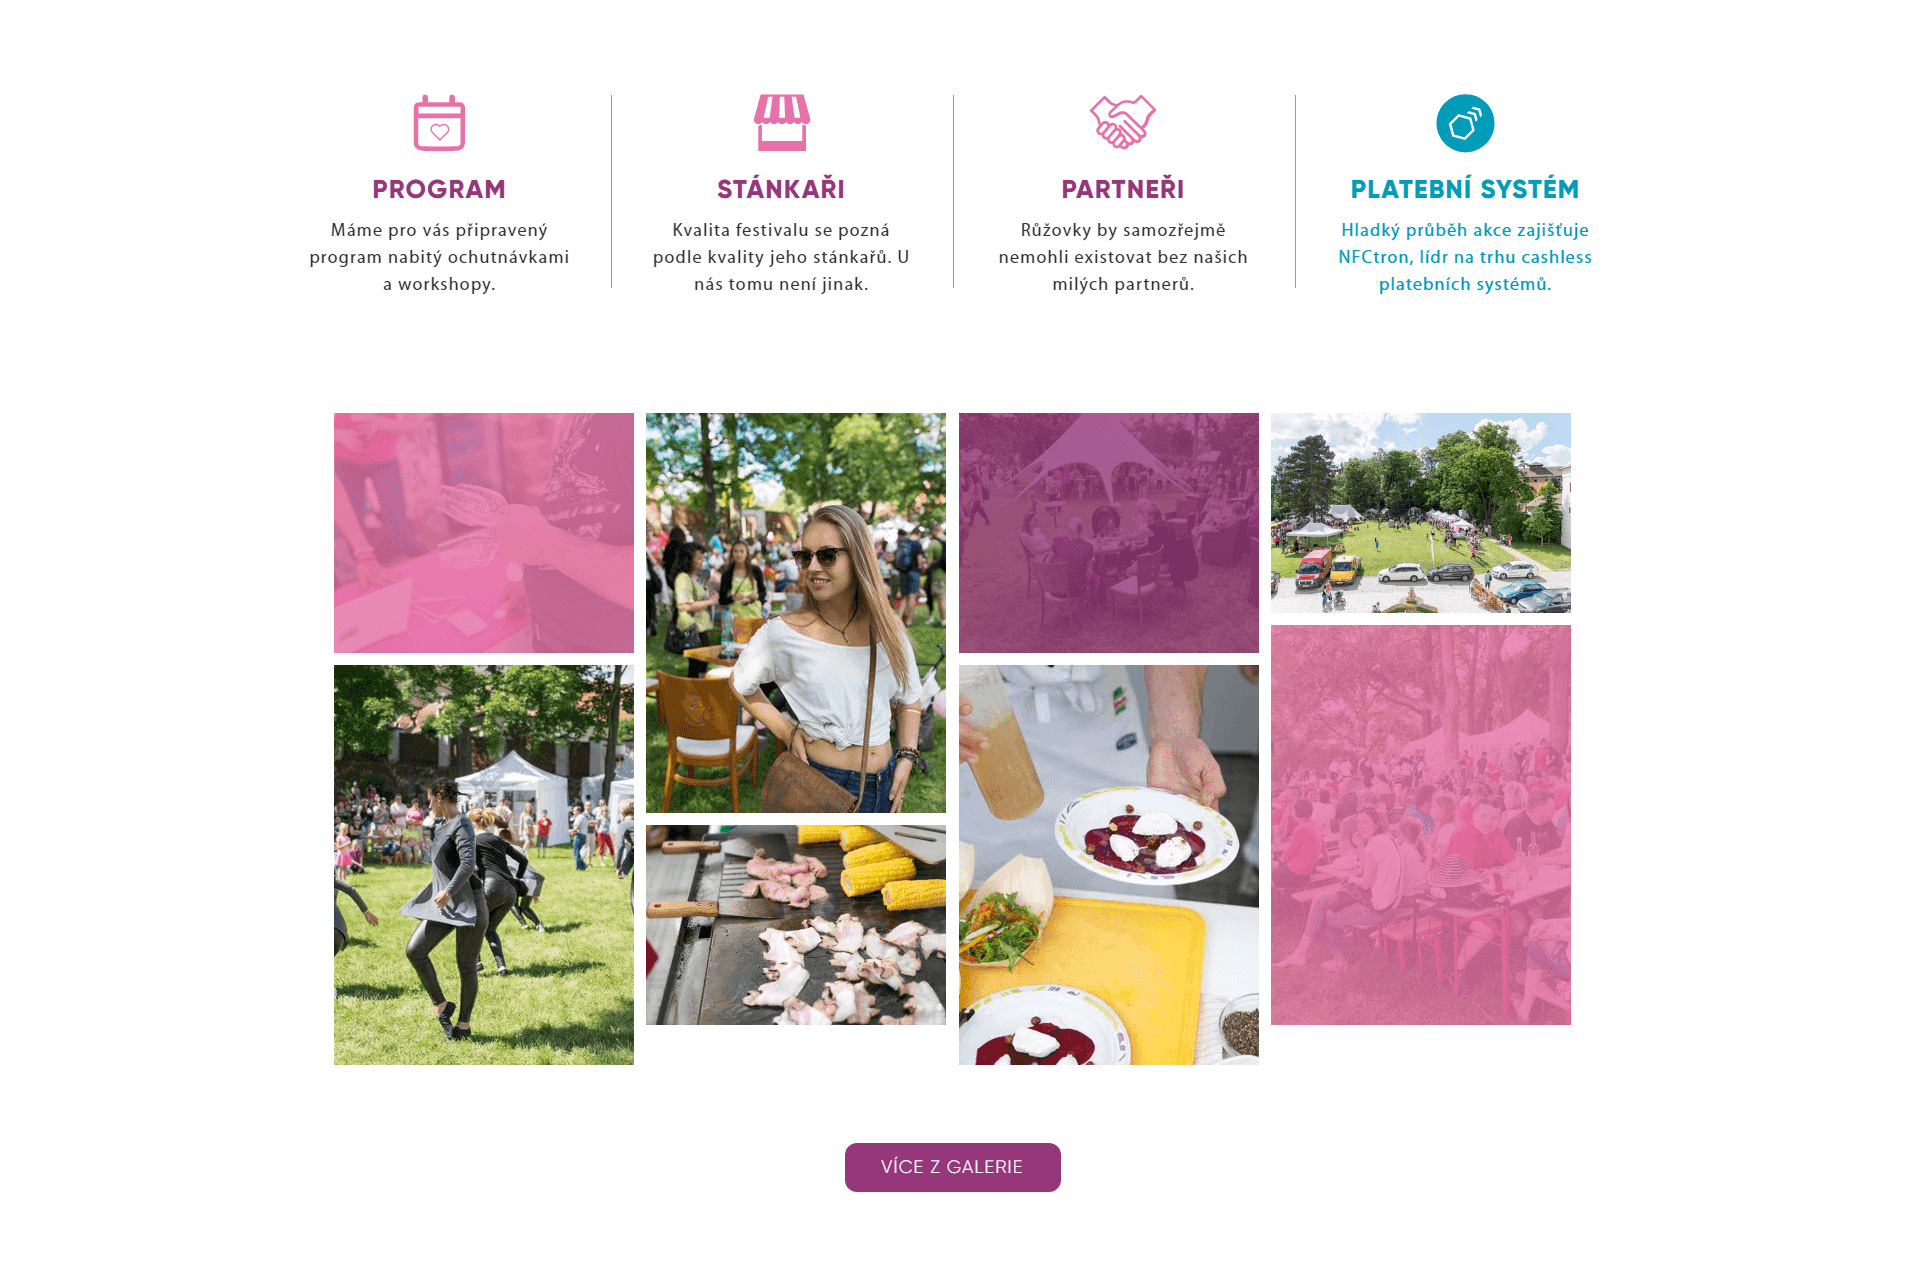 PROGRAM
Máme pro vás připravený
program nabitý ochutnávkami
a workshopy.
STÁNKAŘI
Kvalita festivalu se pozná
podle kvality jeho stánkařů. U
nás tomu není jinak.
PARTNEŘI
Růžovky by samozřejmě
nemohli existovat bez našich
milých partnerů.
PLATEBNÍ SYSTÉM
Hladký průběh akce zajišťuje
NFCtron, lídr na trhu cashless
platebních systémů.
VÍCE Z GALERIE